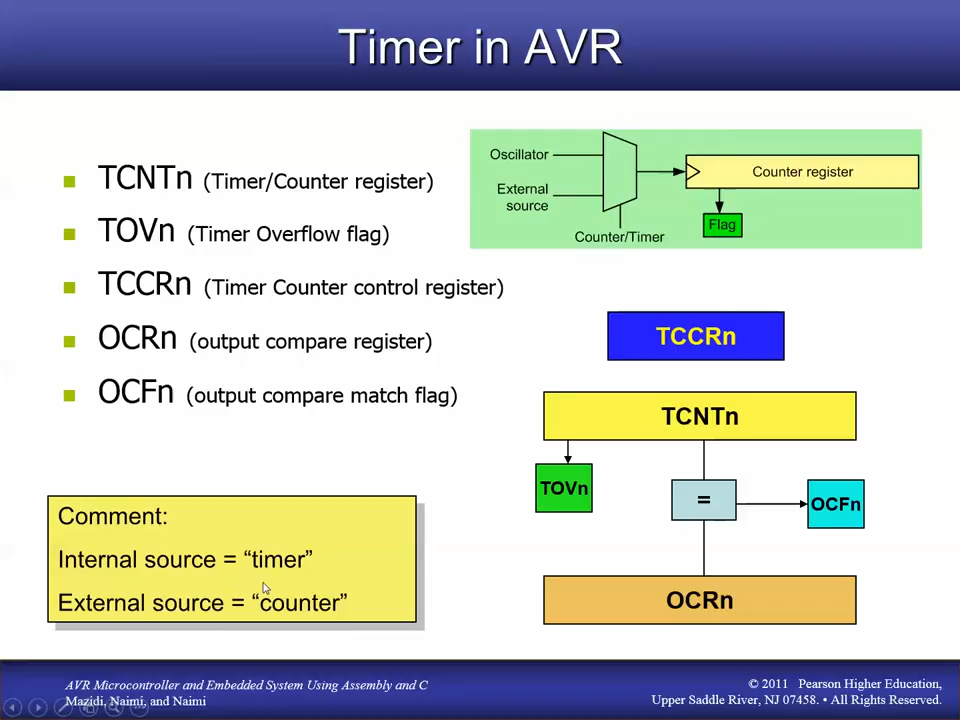 Timer in AVR
TCNTn (Timer/Counter register)
TOVn (Timer Overflow flag)
TCCRn (Timer Counter control register)
OCRn (output compare register)
OCFn (output compare match flag)
Oscillator
External
source
Counter/Timer
Counter register
Flag
TCCRn
TCNTn
TOVn
=
OCFn
OCRn
Comment:
Internal source = “timer”
External source = “counter”
AVR Microcontroller and Embedded System Using Assembly and C
Mazidi, Naimi, and Naimi
© 2011 Pearson Higher Education,
Upper Saddle River, NJ 07458. • All Rights Reserved.